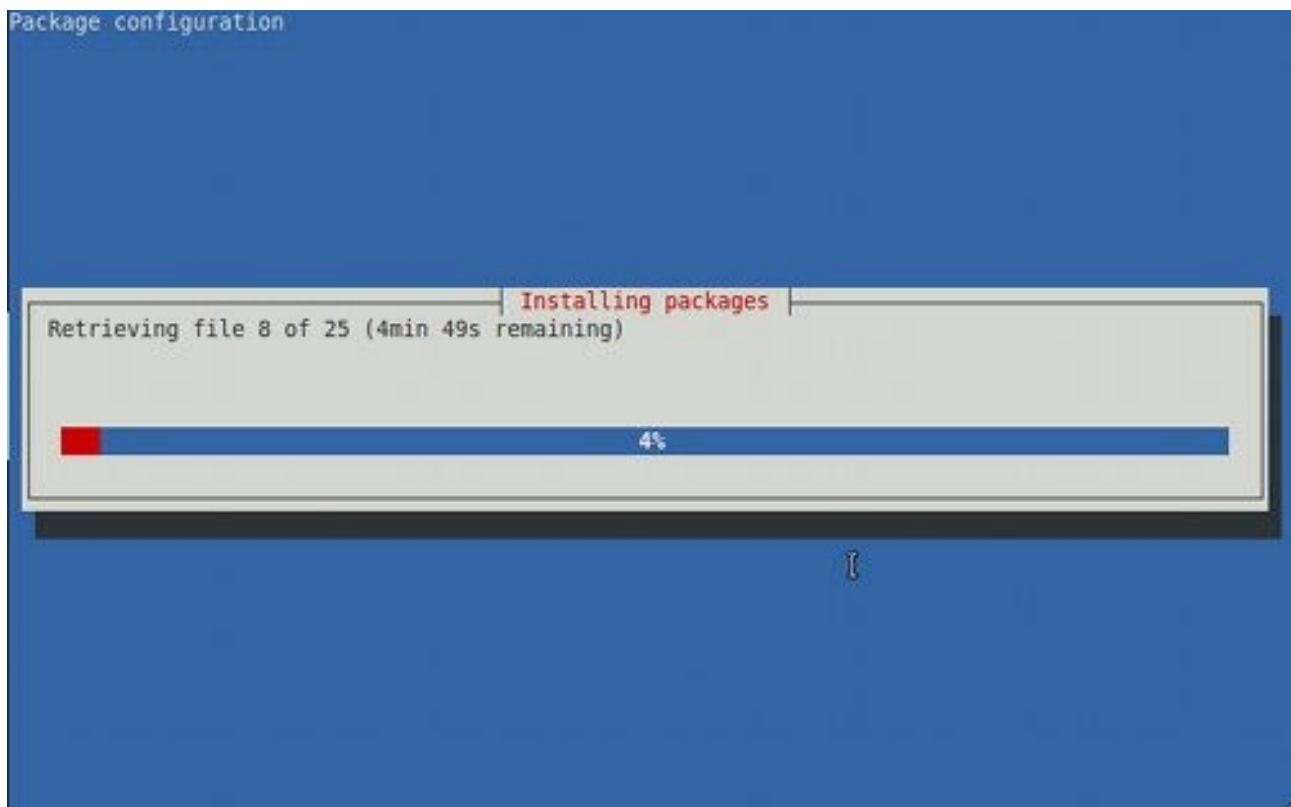 Package configuration
Installing packages
Retrieving file 8 of 25 (4min 49s remaining)
4%